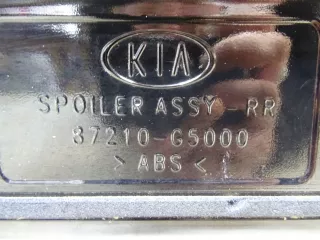 KIA
SPOILER ASSY-RR
87210-G5000
>ABS<